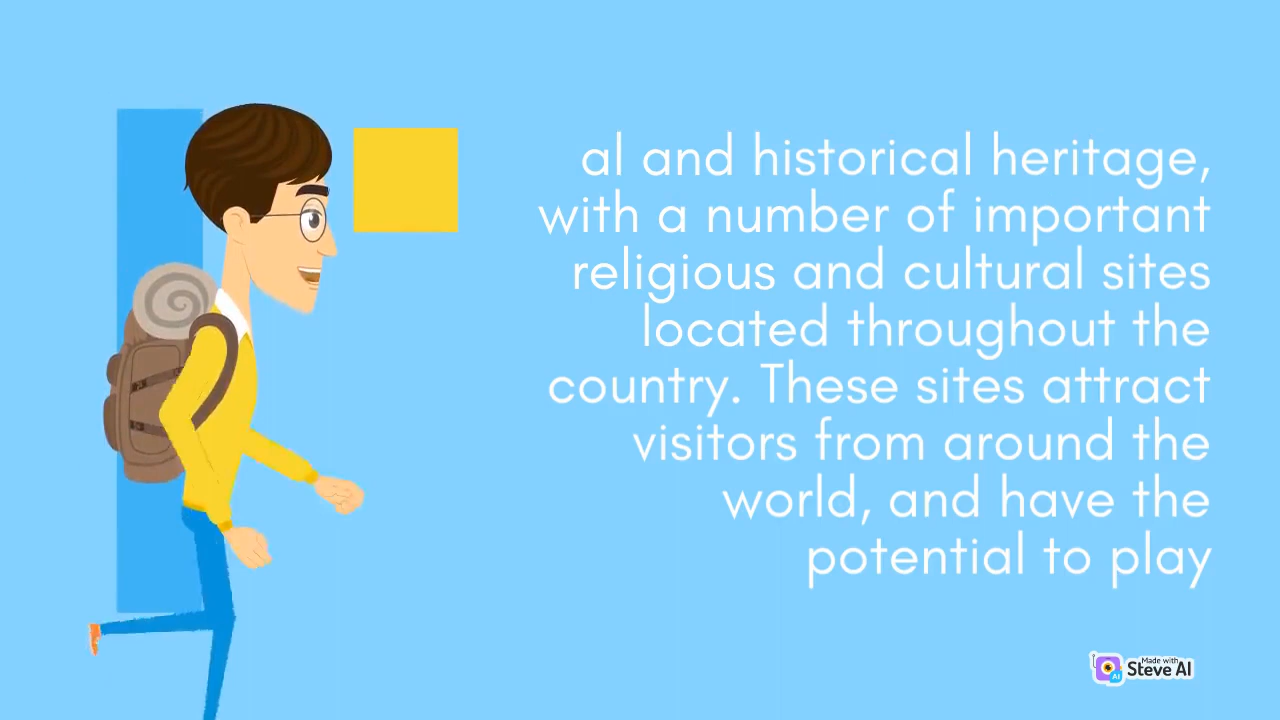 al and historical heritage,
with a number of important
religious and cultural sites
located throughout the
country. These sites attract
visitors from around the
world, and have the
potential to play
Made with
Steve AI
AI